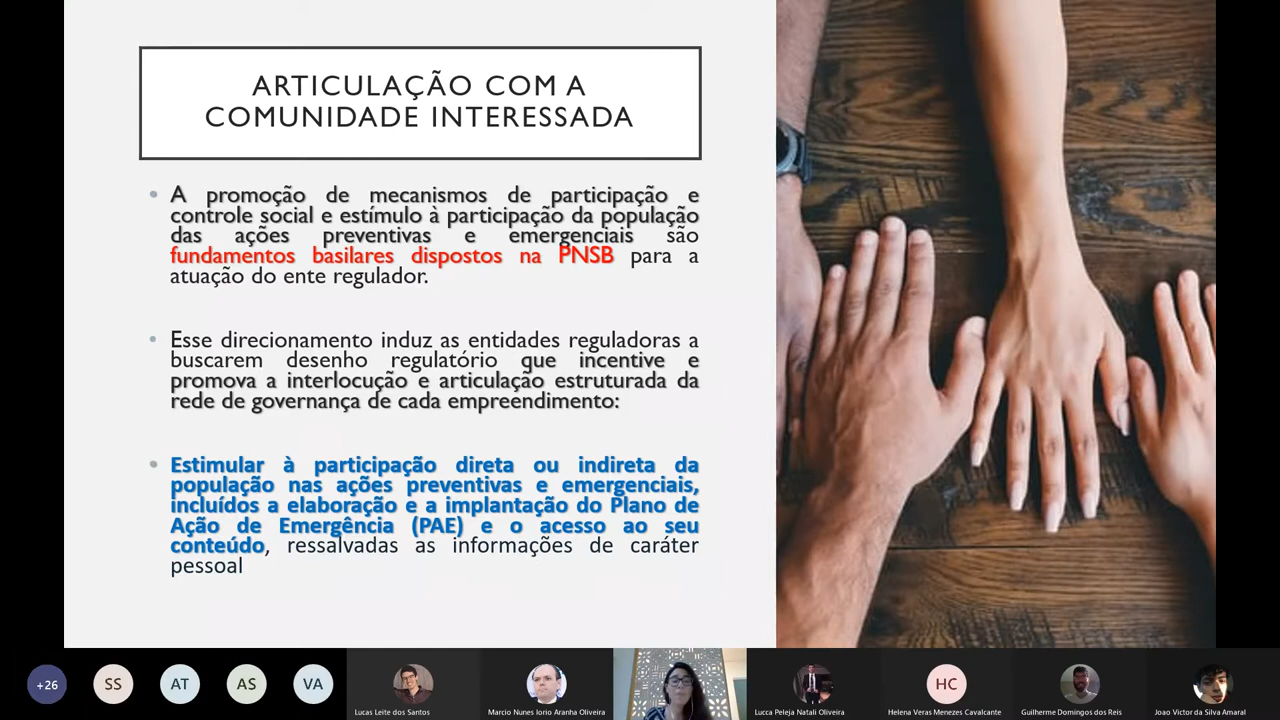 ARTICULAÇÃO COM A
COMUNIDADE INTERESSADA
• A promoção de mecanismos de participação e
controle social e estímulo à participação da população
das ações preventivas e emergenciais são
fundamentos basilares dispostos na PNSB para a
atuação do ente regulador.
• Esse direcionamento induz as entidades reguladoras a
buscarem desenho regulatório que incentive e
promova a interlocução e articulação estruturada da
rede de governança de cada empreendimento:
• Estimular à participação direta ou indireta da
população nas ações preventivas e emergenciais,
incluídos a elaboração e a implantação do Plano de
Ação de Emergência (PAE) e o acesso ao seu
conteúdo, ressalvadas as informações de caráter
pessoal
+26 SS AT AS VA HC
Lucas Leite dos Santos Marcio Nunes Iorio Aranha Oliveira Lucca Peleja Natali Oliveira Helena Veras Menezes Cavalcante Guilherme Domingos dos Reis Joao Victor da Silva Amaral